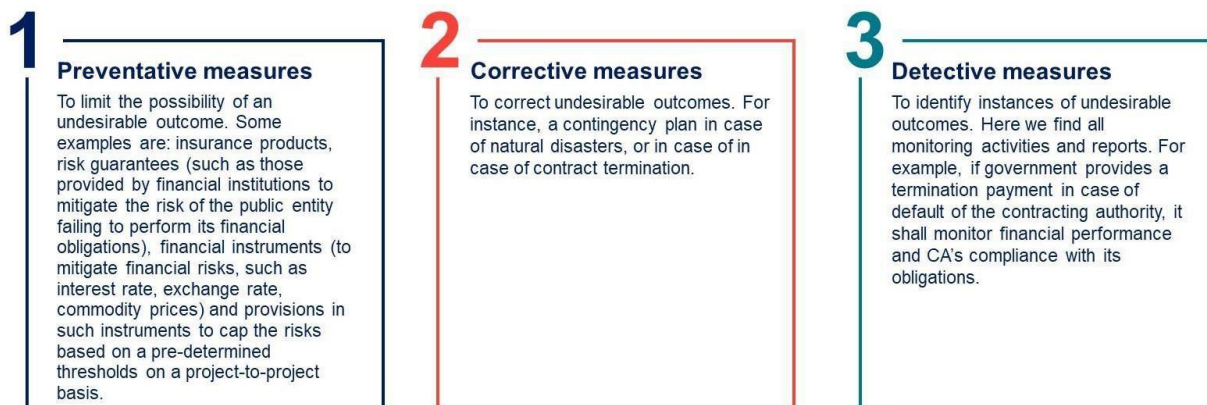 1
Preventative measures
To limit the possibility of an
undesirable outcome. Some
examples are: insurance products,
risk guarantees (such as those
provided by financial institutions to
mitigate the risk of the public entity
failing to perform its financial
obligations), financial instruments (to
mitigate financial risks, such as
interest rate, exchange rate,
commodity prices) and provisions in
such instruments to cap the risks
based on a pre-determined
thresholds on a project-to-project
basis.
2
Corrective measures
To correct undesirable outcomes. For
instance, a contingency plan in case
of natural disasters, or in case of in
case of contract termination.
3
Detective measures
To identify instances of undesirable
outcomes. Here we find all
monitoring activities and reports. For
example, if government provides a
termination payment in case of
default of the contracting authority, it
shall monitor financial performance
and CA's compliance with its
obligations.